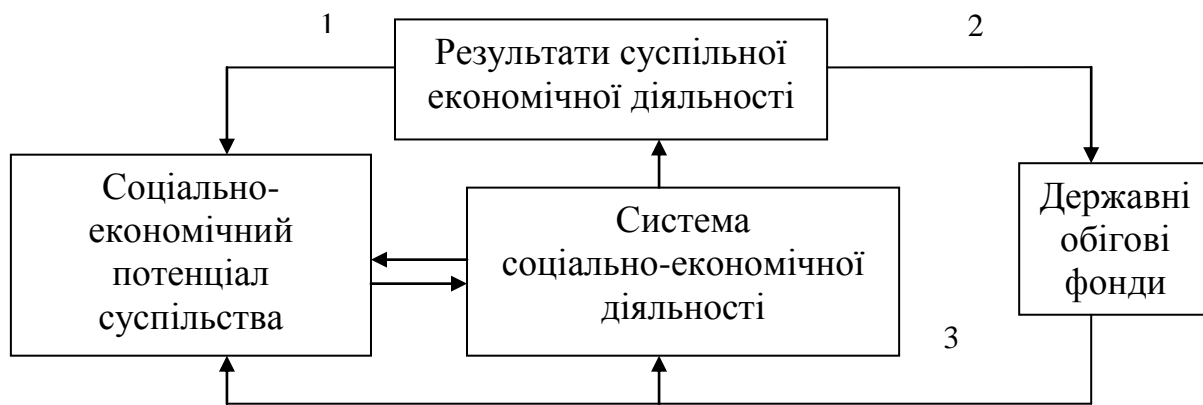 1
2
Результати суспільної
економічної діяльності
Соціально-
економічний
потенціал
суспільства
Система
соціально-економічної
діяльності
Державні
обігові
фонди
3